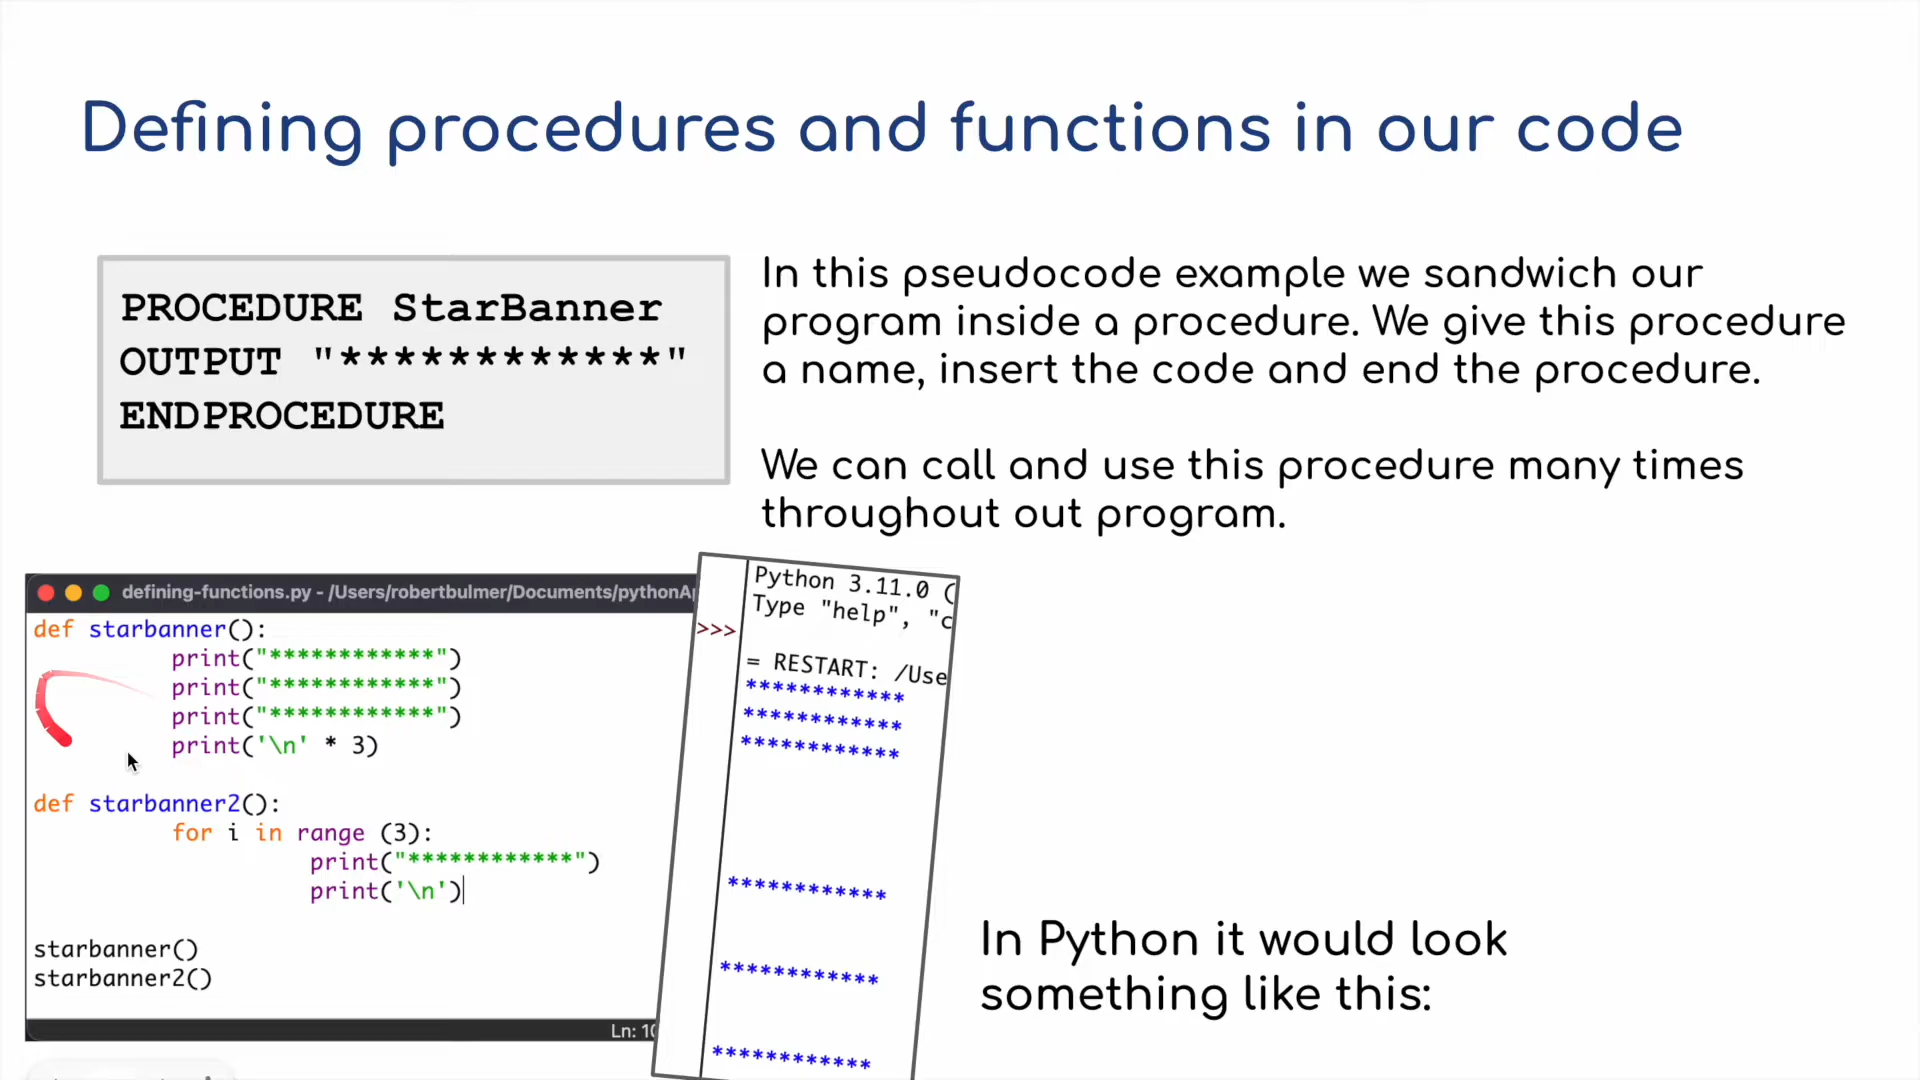 Defining procedures and functions in our code
PROCEDURE StarBanner
OUTPUT "************"
ENDPROCEDURE
In this pseudocode example we sandwich our
program inside a procedure. We give this procedure
a name, insert the code and end the procedure.
We can call and use this procedure many times
throughout out program.
defining-functions.py - /Users/robertbulmer/Documents/pythonA
def starbanner():
print("************")
print("************")
print("************")
print('\n' * 3)
def starbanner2():
for i in range (3):
print("************")
print('\n')
starbanner()
starbanner2()
Ln: 10
Python 3.11.0 (
Type "help", "c
>>>
= RESTART: /Use
************
************
************
************
************
************
In Python it would look
something like this: